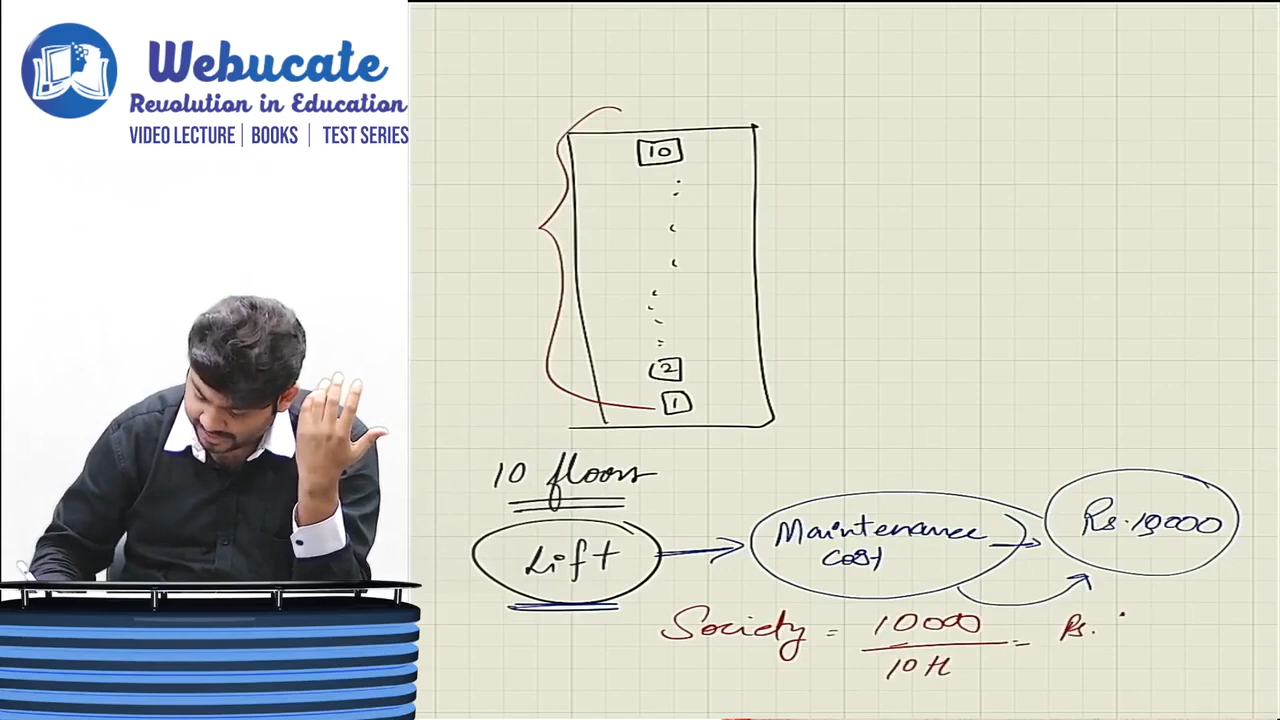 Webucate
Revolution in Education
VIDEO LECTURE | BOOKS | TEST SERIES
10
2
1
10 floors
Lift
Maintenance
cost
Rs. 10000
Society = 10000 / 10 H = Rs.